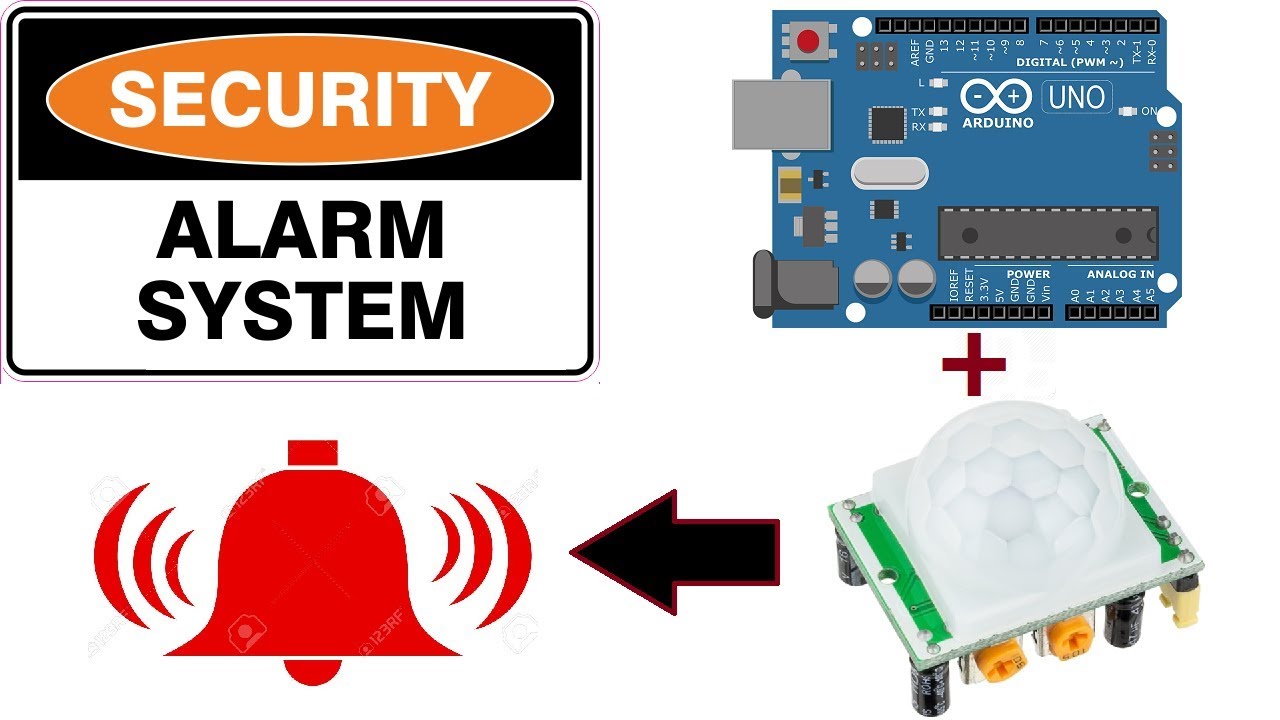 SECURITY
ALARM
SYSTEM
AREF
GND
13
12
~11
~10
~9
8
7
~6
~5
4
~3
2
TX-1
RX-0
DIGITAL (PWM ~)
L
TX
RX
ARDUINO
UNO
ON
POWER
ANALOG IN
IOREF
RESET
3.3V
5V
GND
GND
Vin
A0
A1
A2
A3
A4
A5
123RF